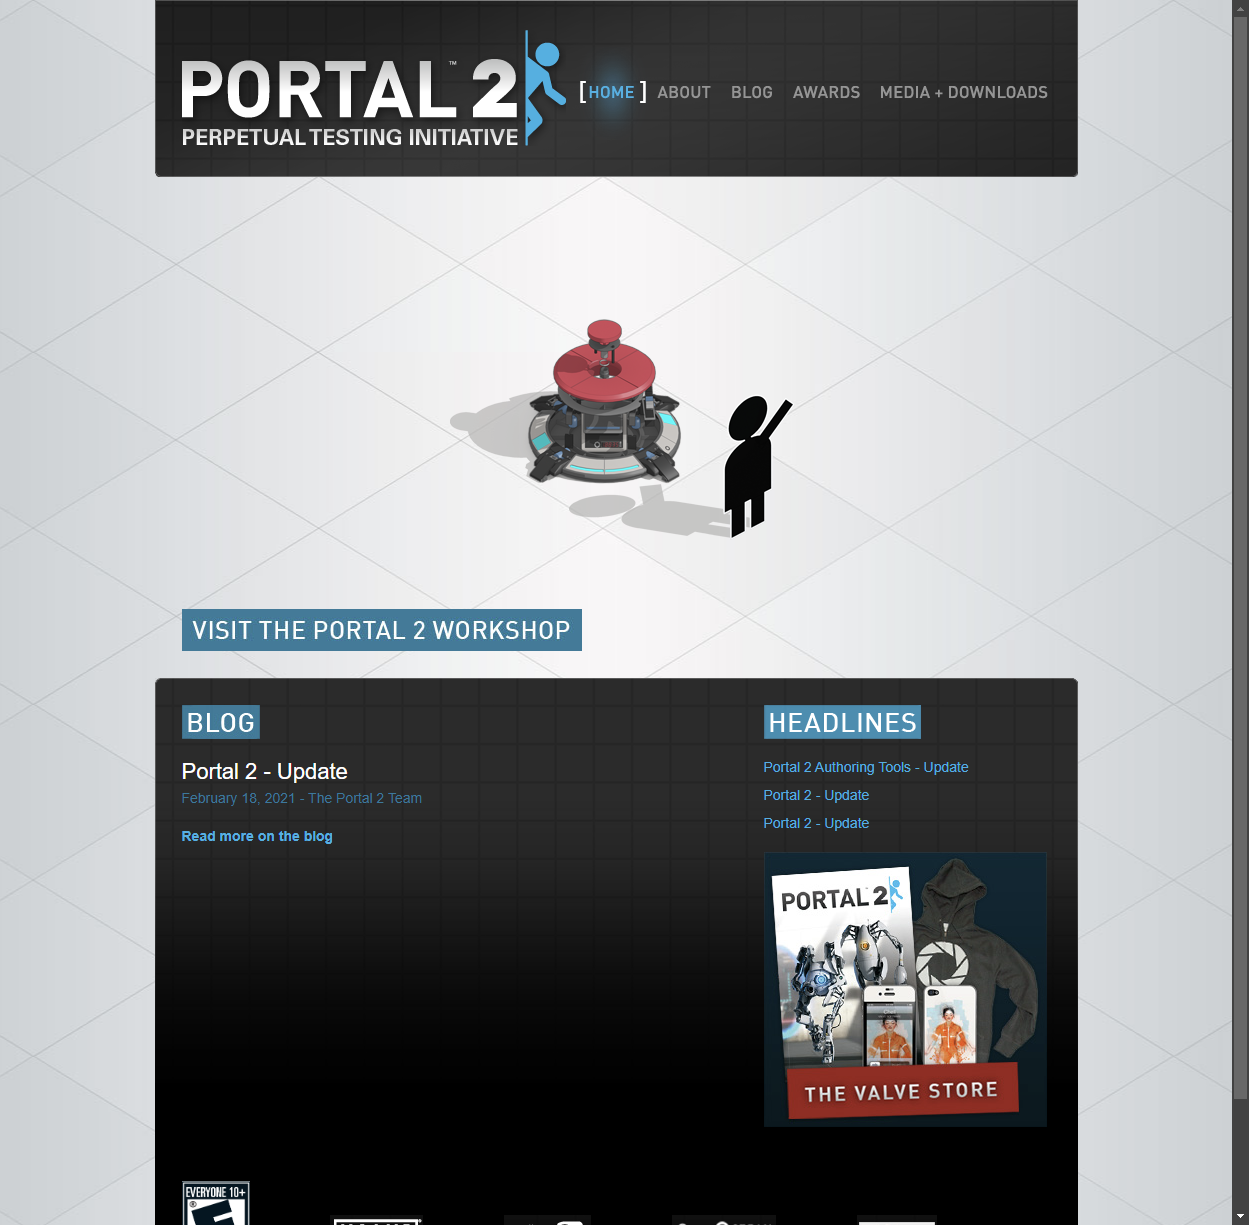 PORTAL 2™
PERPETUAL TESTING INITIATIVE
[HOME] ABOUT BLOG AWARDS MEDIA + DOWNLOADS
VISIT THE PORTAL 2 WORKSHOP
BLOG
Portal 2 - Update
February 18, 2021 - The Portal 2 Team
Read more on the blog
HEADLINES
Portal 2 Authoring Tools - Update
Portal 2 - Update
Portal 2 - Update
PORTAL 2
THE VALVE STORE
EVERYONE 10+